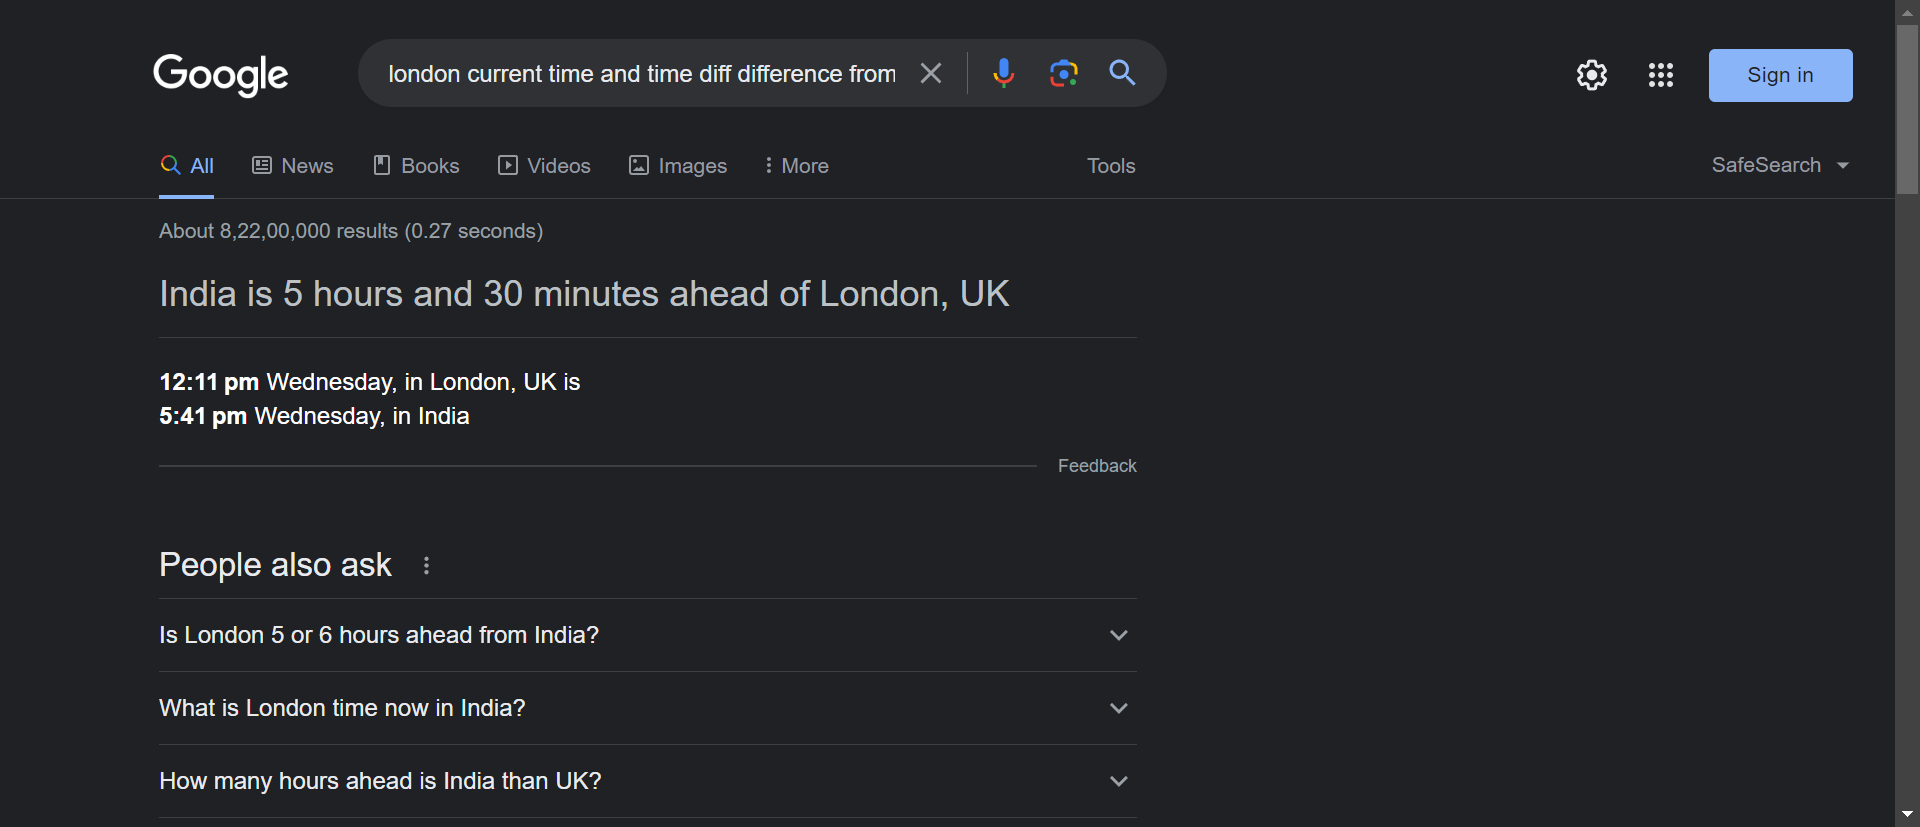 Google
london current time and time diff difference from
Sign in
All News Books Videos Images More Tools SafeSearch
About 8,22,00,000 results (0.27 seconds)
India is 5 hours and 30 minutes ahead of London, UK
12:11 pm Wednesday, in London, UK is
5:41 pm Wednesday, in India
Feedback
People also ask
Is London 5 or 6 hours ahead from India?
What is London time now in India?
How many hours ahead is India than UK?